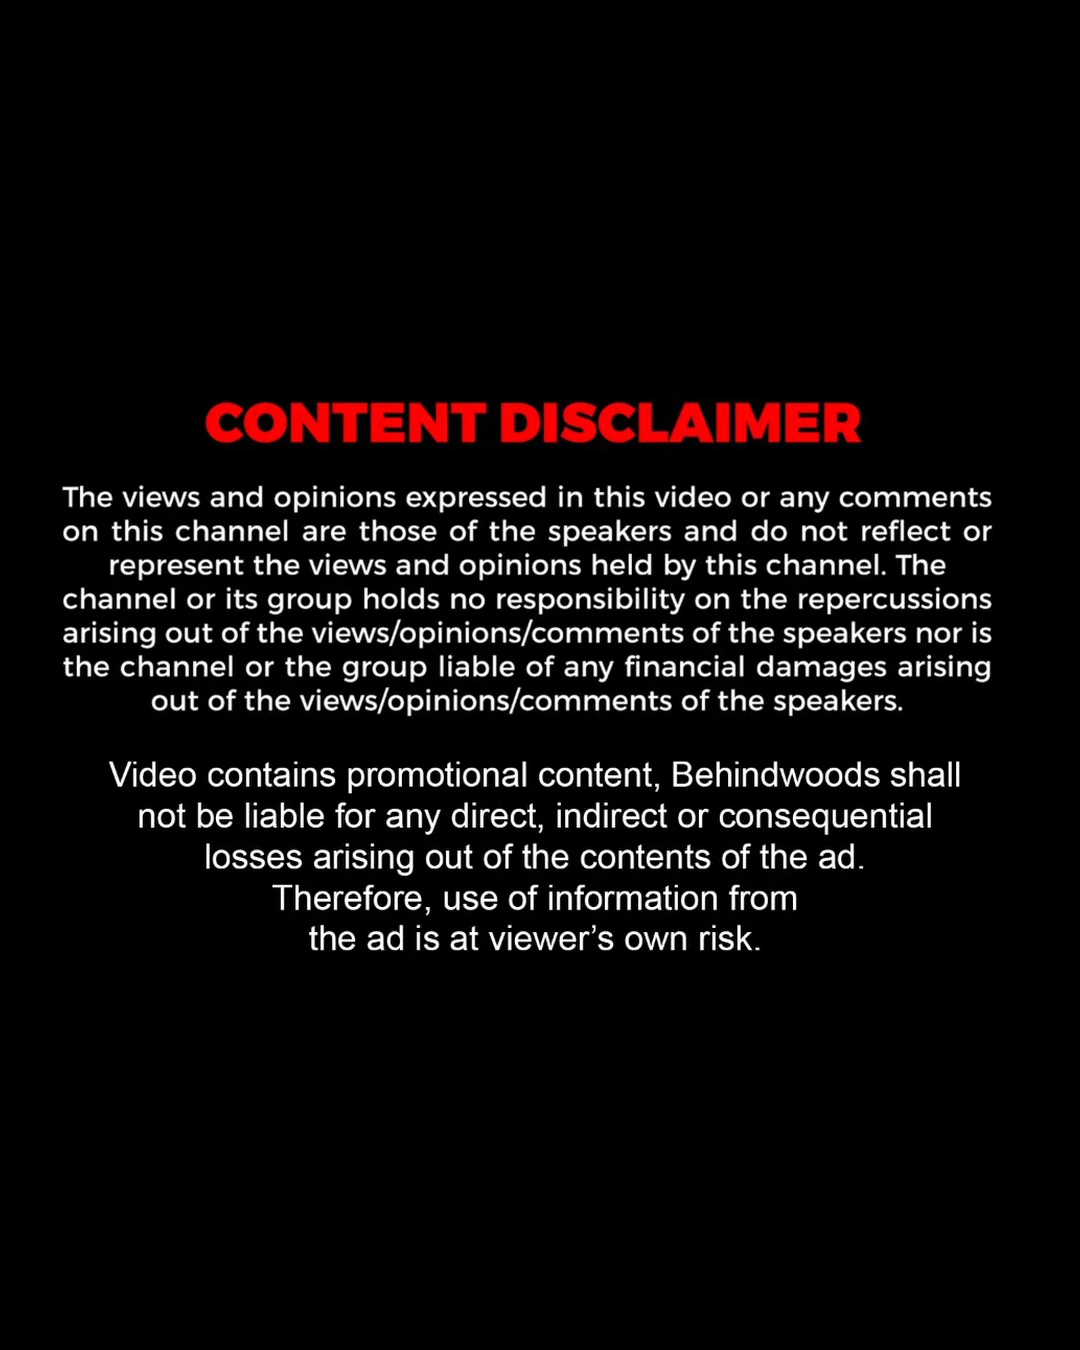 CONTENT DISCLAIMER
The views and opinions expressed in this video or any comments
on this channel are those of the speakers and do not reflect or
represent the views and opinions held by this channel. The
channel or its group holds no responsibility on the repercussions
arising out of the views/opinions/comments of the speakers nor is
the channel or the group liable of any financial damages arising
out of the views/opinions/comments of the speakers.
Video contains promotional content, Behindwoods shall
not be liable for any direct, indirect or consequential
losses arising out of the contents of the ad.
Therefore, use of information from
the ad is at viewer’s own risk.